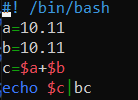 #! /bin/bash
a=10.11
b=10.11
c=$a+$b
echo $c|bc